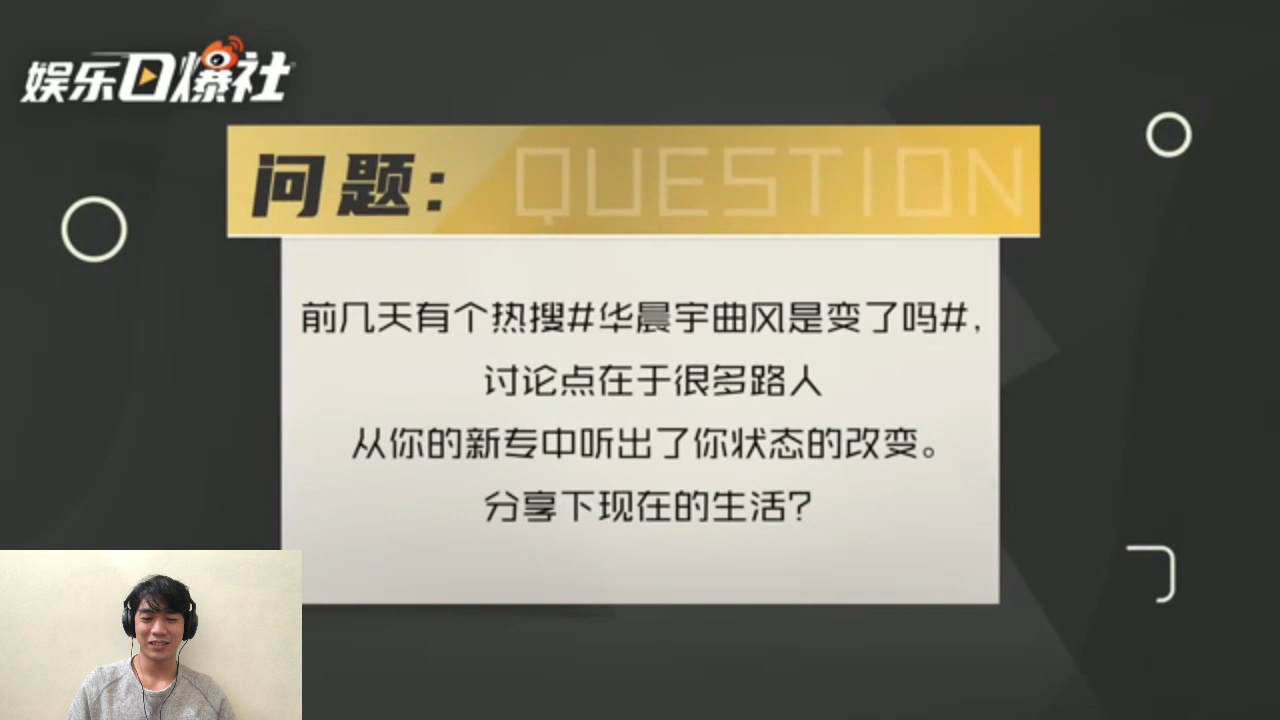 娱乐日爆社
问题：QUESTION
前几天有个热搜#华晨宇曲风是变了吗#,
讨论点在于很多路人
从你的新专中听出了你状态的改变。
分享下现在的生活？